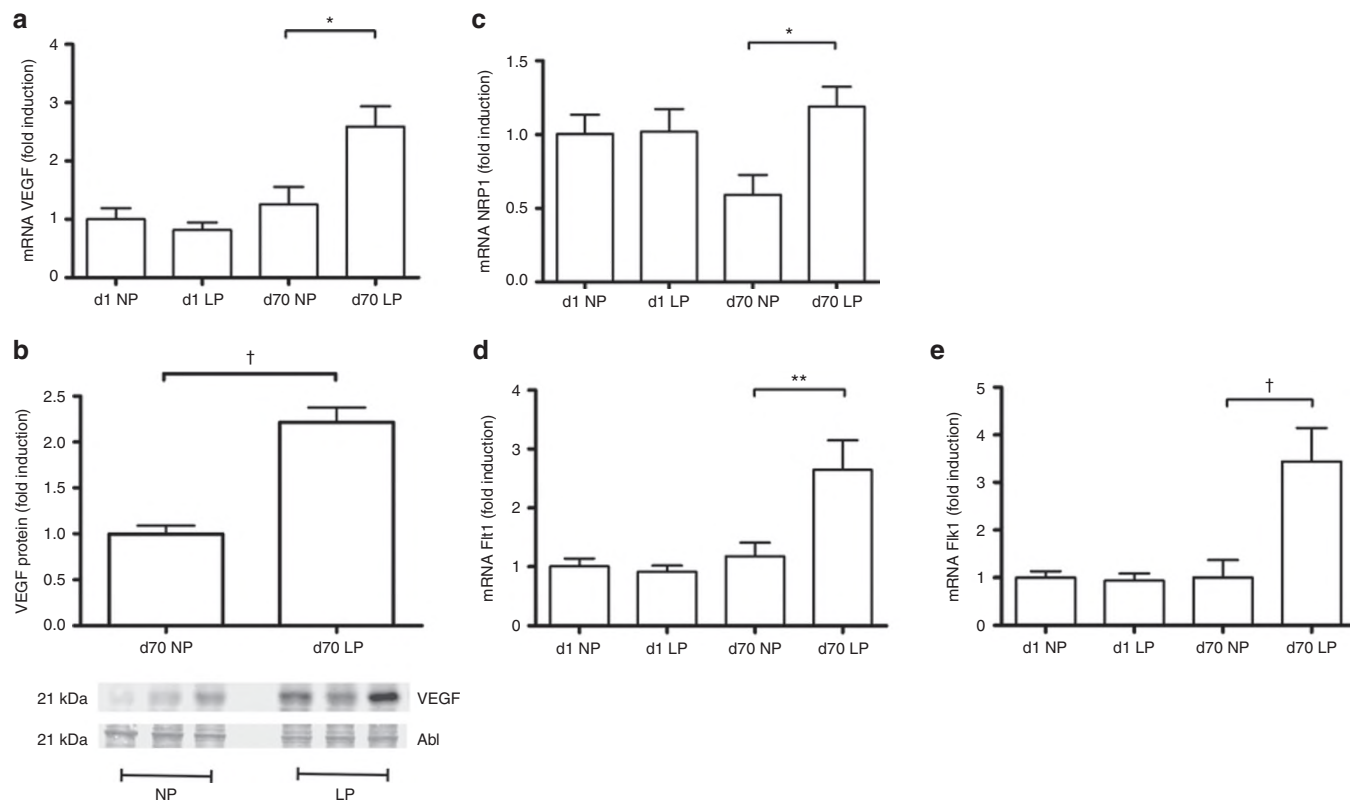 a
*
mRNA VEGF (fold induction)
4
3
2
1
0
d1 NP d1 LP d70 NP d70 LP
c
*
mRNA NRP1 (fold induction)
1.5
1.0
0.5
0.0
d1 NP d1 LP d70 NP d70 LP
b
†
VEGF protein (fold induction)
2.5
2.0
1.5
1.0
0.5
0.0
d70 NP d70 LP
21 kDa VEGF
21 kDa Abl
NP LP
d
**
mRNA Flt1 (fold induction)
4
3
2
1
0
d1 NP d1 LP d70 NP d70 LP
e
†
mRNA Flk1 (fold induction)
5
4
3
2
1
0
d1 NP d1 LP d70 NP d70 LP